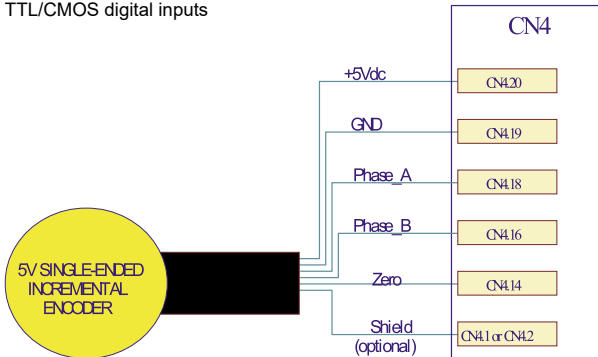 TTL/CMOS digital inputs
CN4
+5Vdc
CN4.20
GND
CN4.19
Phase_A
CN4.18
Phase_B
CN4.16
5V SINGLE-ENDED
INCREMENTAL
ENCODER
Zero
CN4.14
Shield
(optional)
CN4.1 or CN4.2